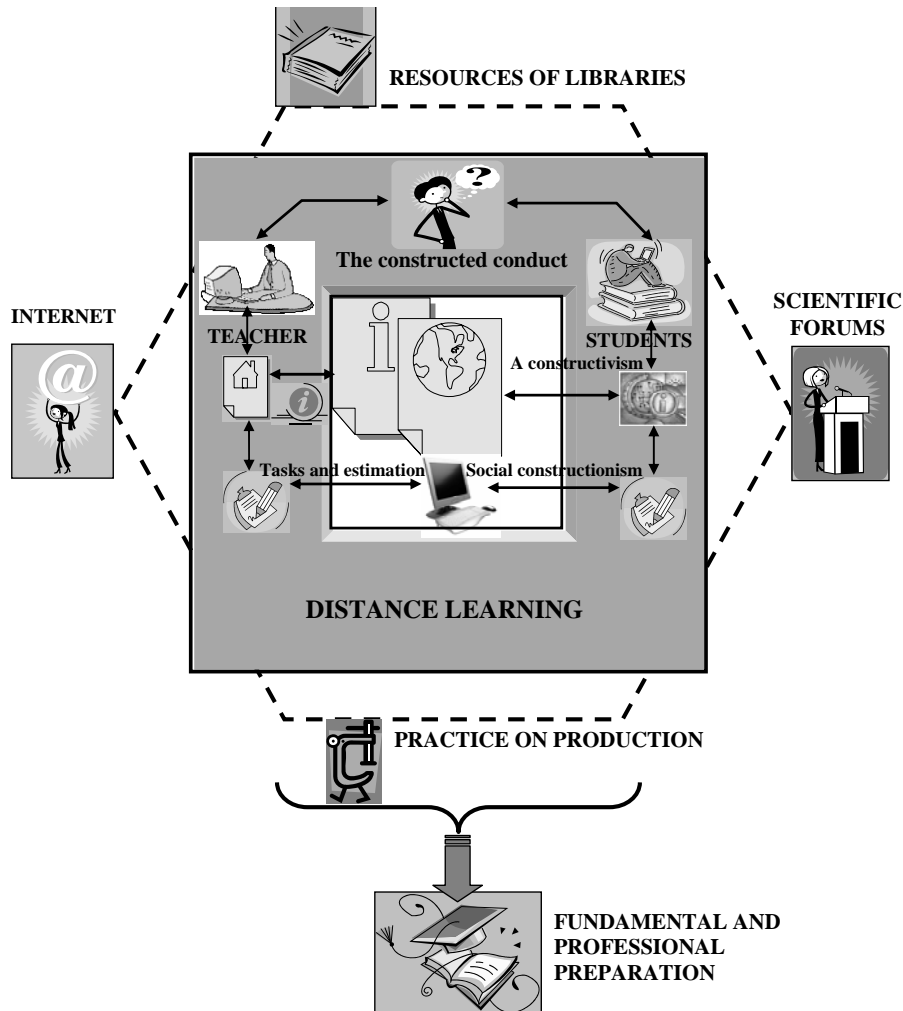 RESOURCES OF LIBRARIES
?
The constructed conduct
INTERNET
@
TEACHER
i
STUDENTS
SCIENTIFIC
FORUMS
A constructivism
i
i
Tasks and estimation
Social constructionism
DISTANCE LEARNING
PRACTICE ON PRODUCTION
FUNDAMENTAL AND
PROFESSIONAL
PREPARATION